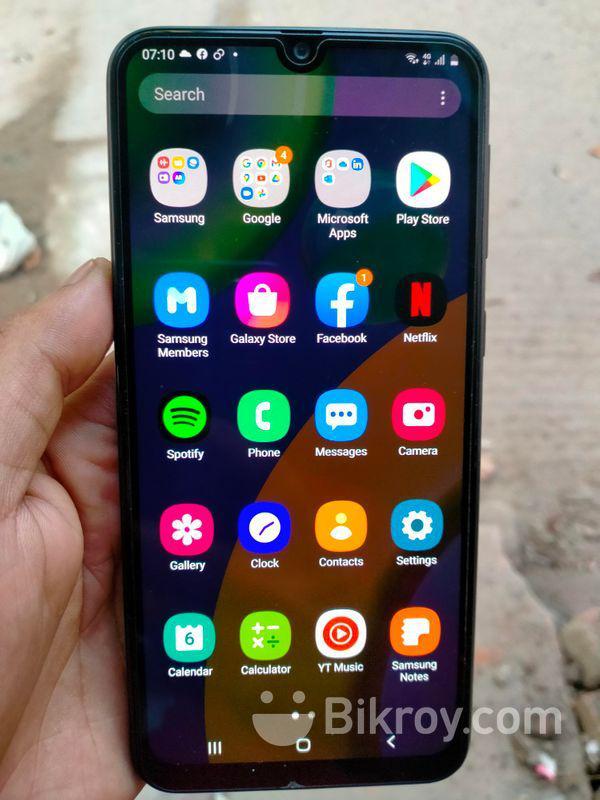 07:10
4G
Search
4
Samsung
Google
Microsoft
Apps
Play Store
1
Samsung
Members
Galaxy Store
Facebook
Netflix
Spotify
Phone
Messages
Camera
Gallery
Clock
Contacts
Settings
6
Calendar
Calculator
YT Music
Samsung
Notes
Bikroy.com